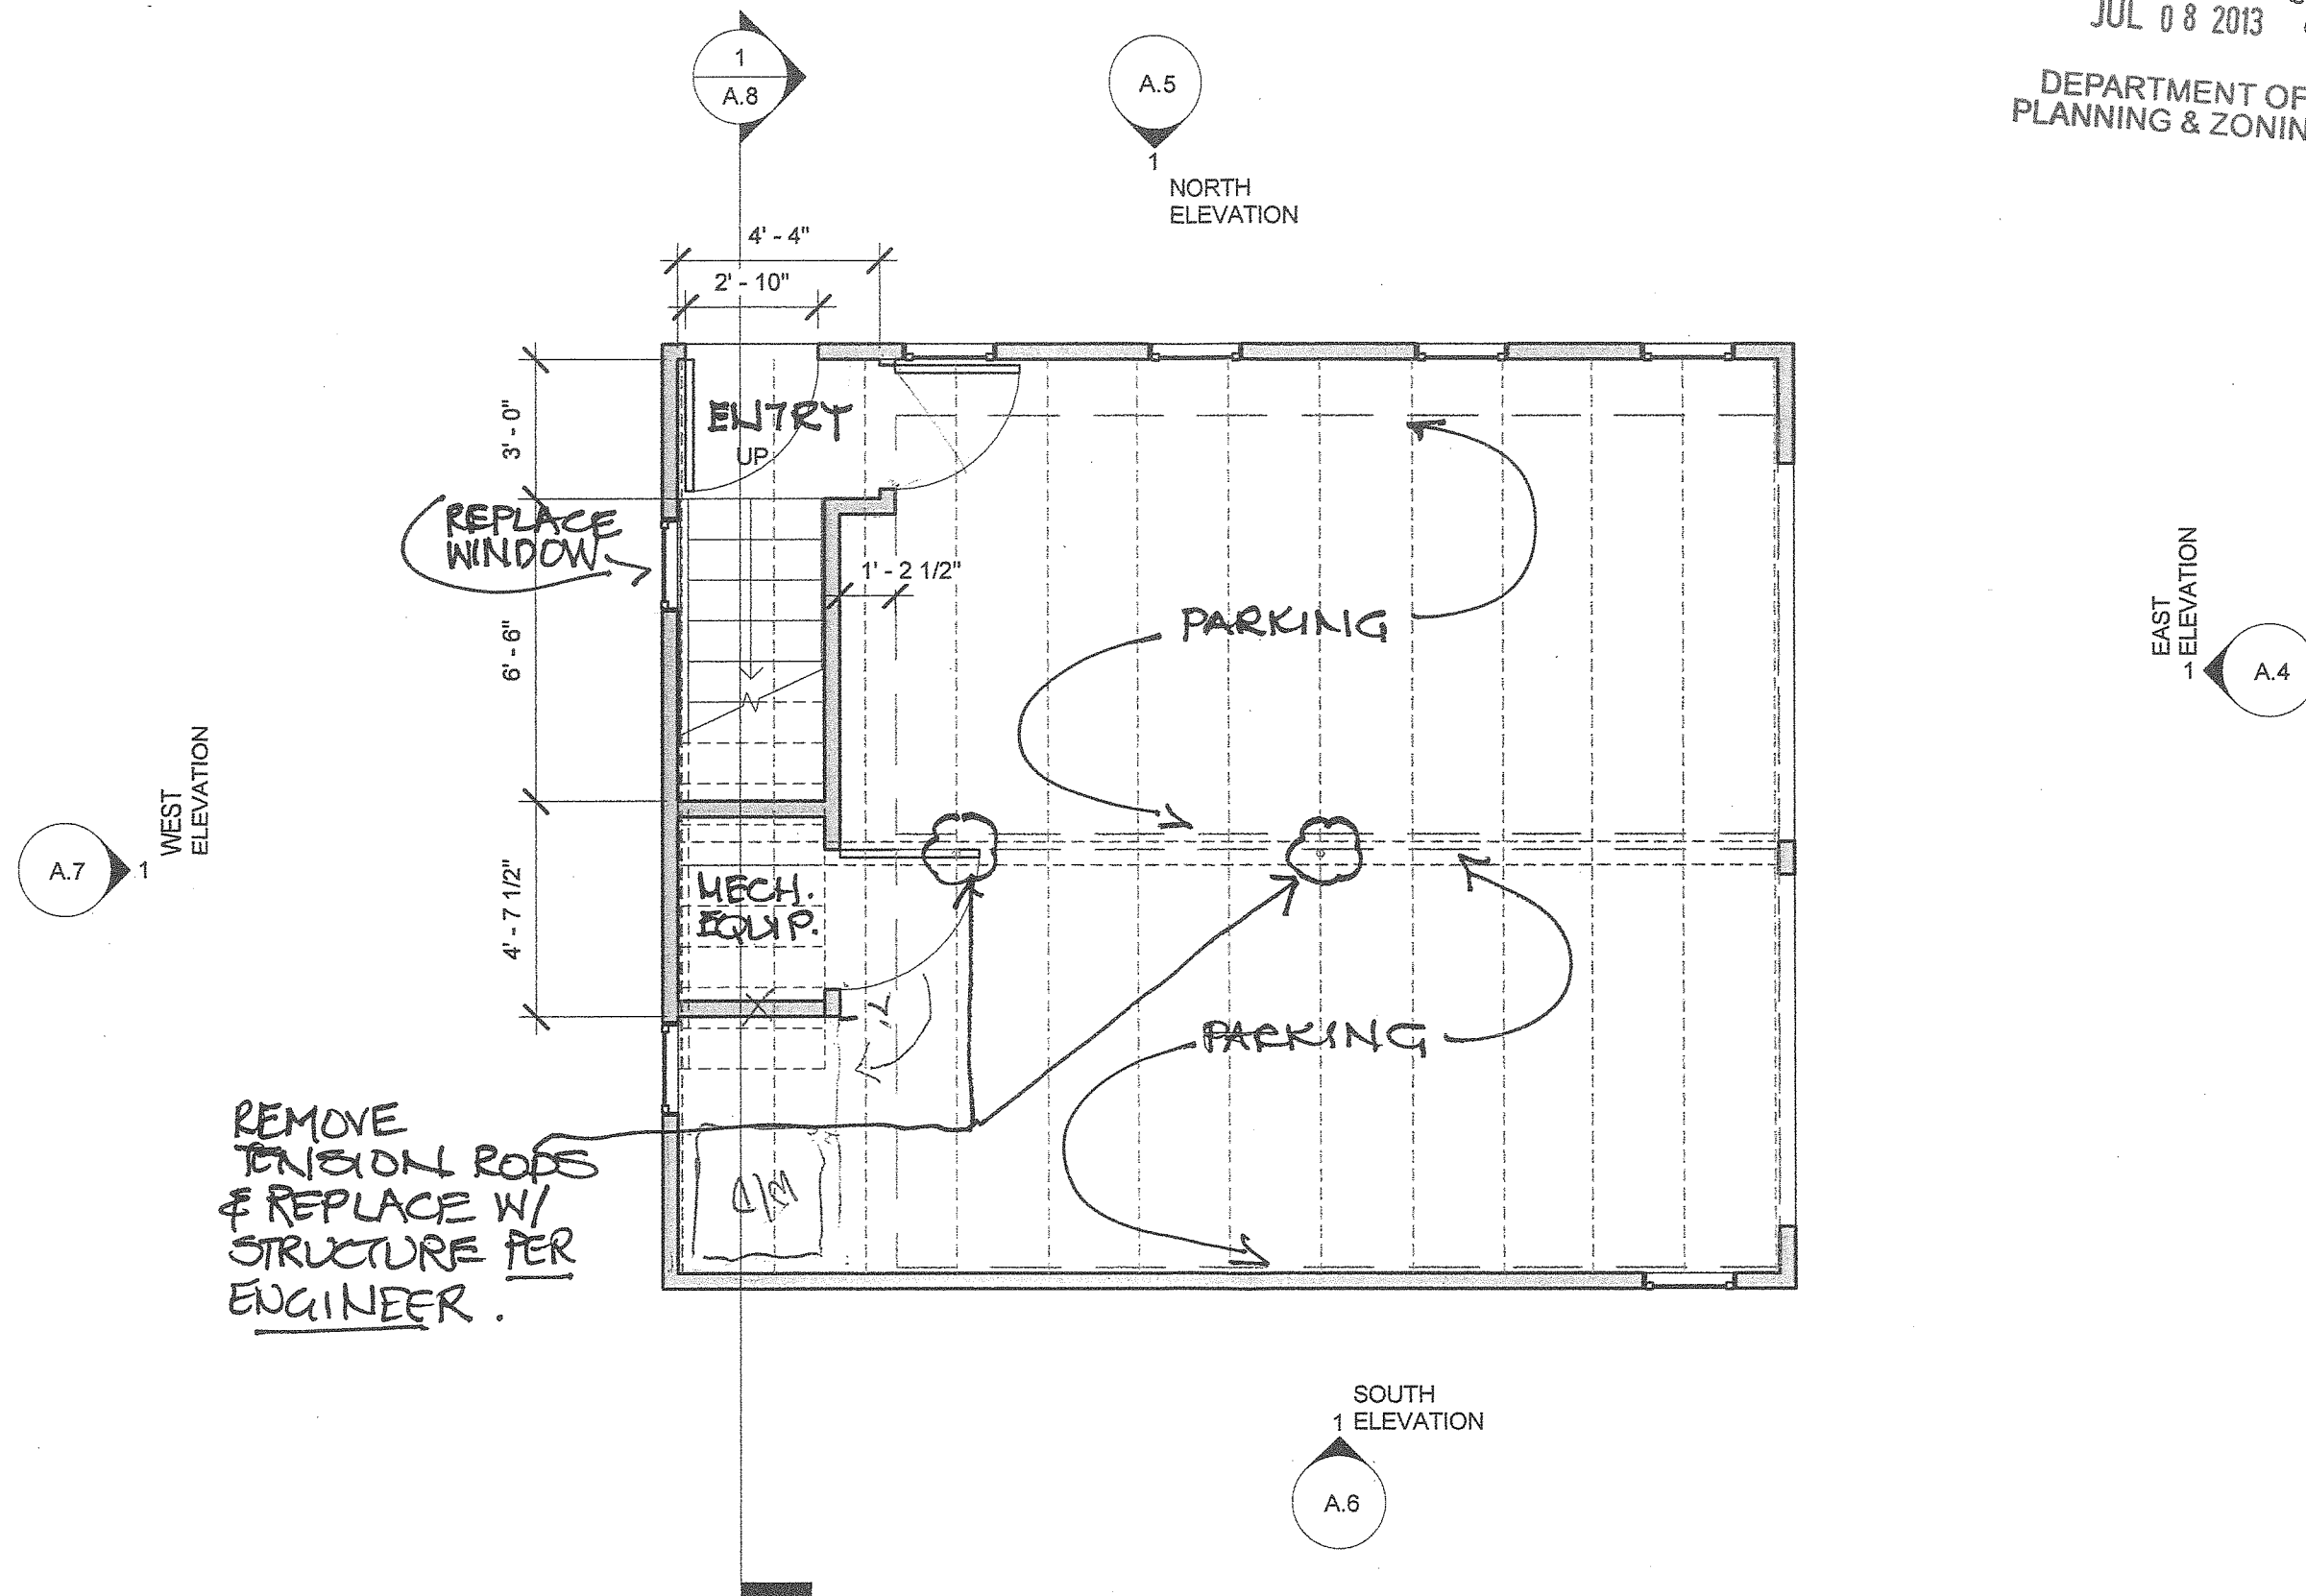 JUL 08 2013
DEPARTMENT OF
PLANNING & ZONIN
1
A.8
A.5
1
NORTH
ELEVATION
4' - 4"
2' - 10"
3' - 0"
ENTRY
UP
REPLACE
WINDOW
1' - 2 1/2"
6' - 6"
PARKING
EAST
ELEVATION
1
A.4
WEST
ELEVATION
A.7
1
4' - 7 1/2"
MECH.
EQUIP.
PARKING
REMOVE
TENSION RODS
& REPLACE W/
STRUCTURE PER
ENGINEER.
SOUTH
1 ELEVATION
A.6